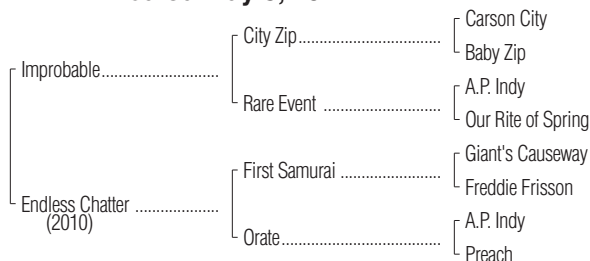 Carson City
City Zip
Baby Zip
Improbable
A.P. Indy
Rare Event
Our Rite of Spring
Giant's Causeway
First Samurai
Freddie Frisson
Endless Chatter
(2010)
A.P. Indy
Orate
Preach